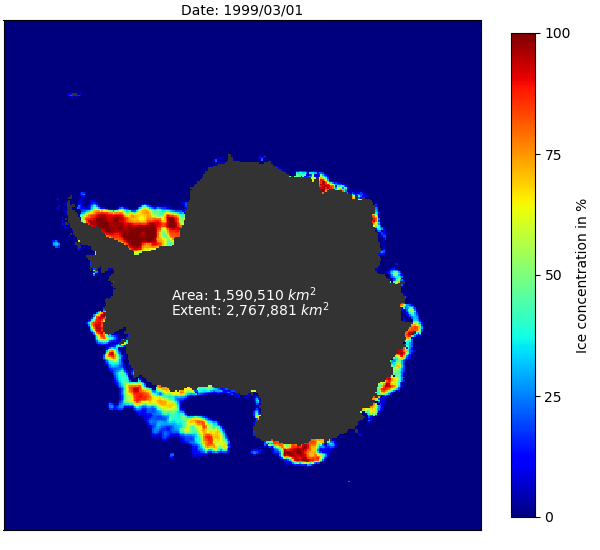 Date: 1999/03/01
100
75
50
25
0
Ice concentration in %
Area: 1,590,510 km²
Extent: 2,767,881 km²